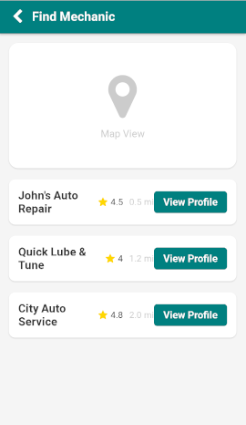 Find Mechanic
Map View
John's Auto
Repair
4.5 0.5 mi
View Profile
Quick Lube &
Tune
4 1.2 mi
View Profile
City Auto
Service
4.8 2.0 mi
View Profile